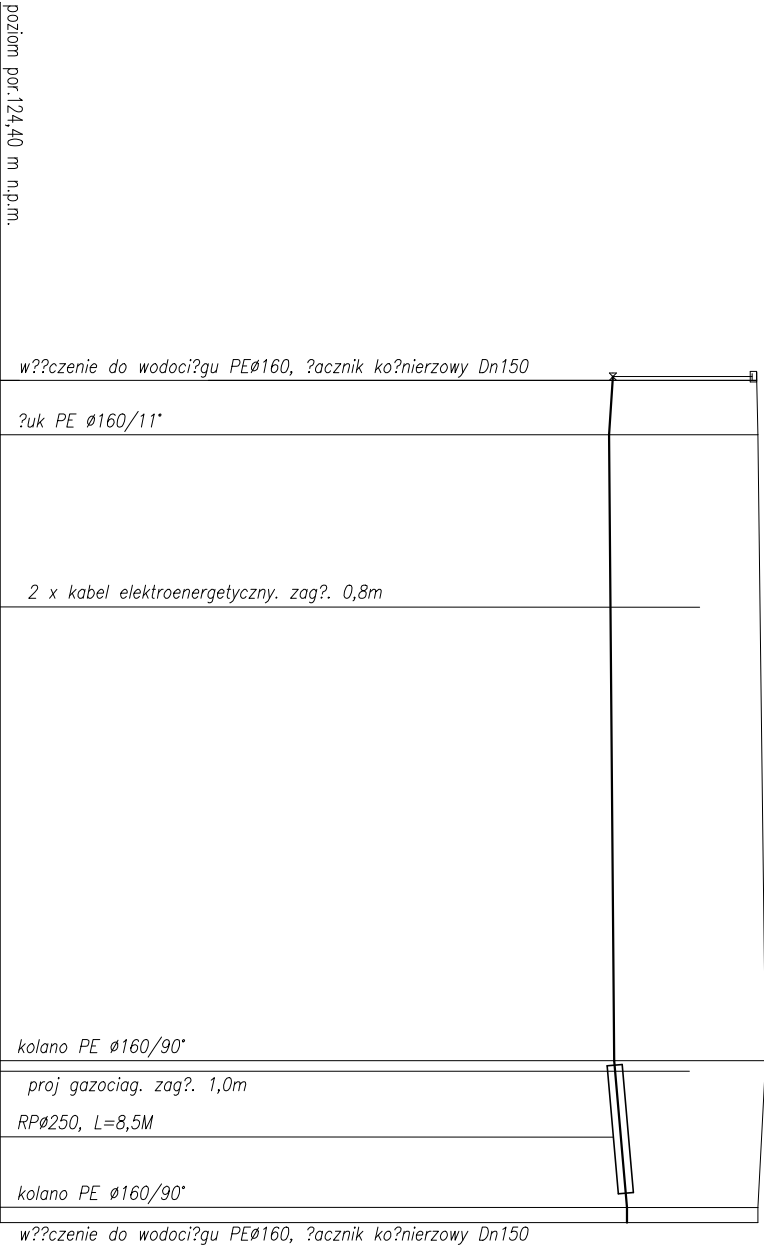 poziom por.124,40 m n.p.m.
w??czenie do wodoci?gu PEø160, ?acznik ko?nierzowy Dn150
?uk PE ø160/11°
2 x kabel elektroenergetyczny. zag?. 0,8m
kolano PE ø160/90°
proj gazociag. zag?. 1,0m
RPø250, L=8,5M
kolano PE ø160/90°
w??czenie do wodoci?gu PEø160, ?acznik ko?nierzowy Dn150